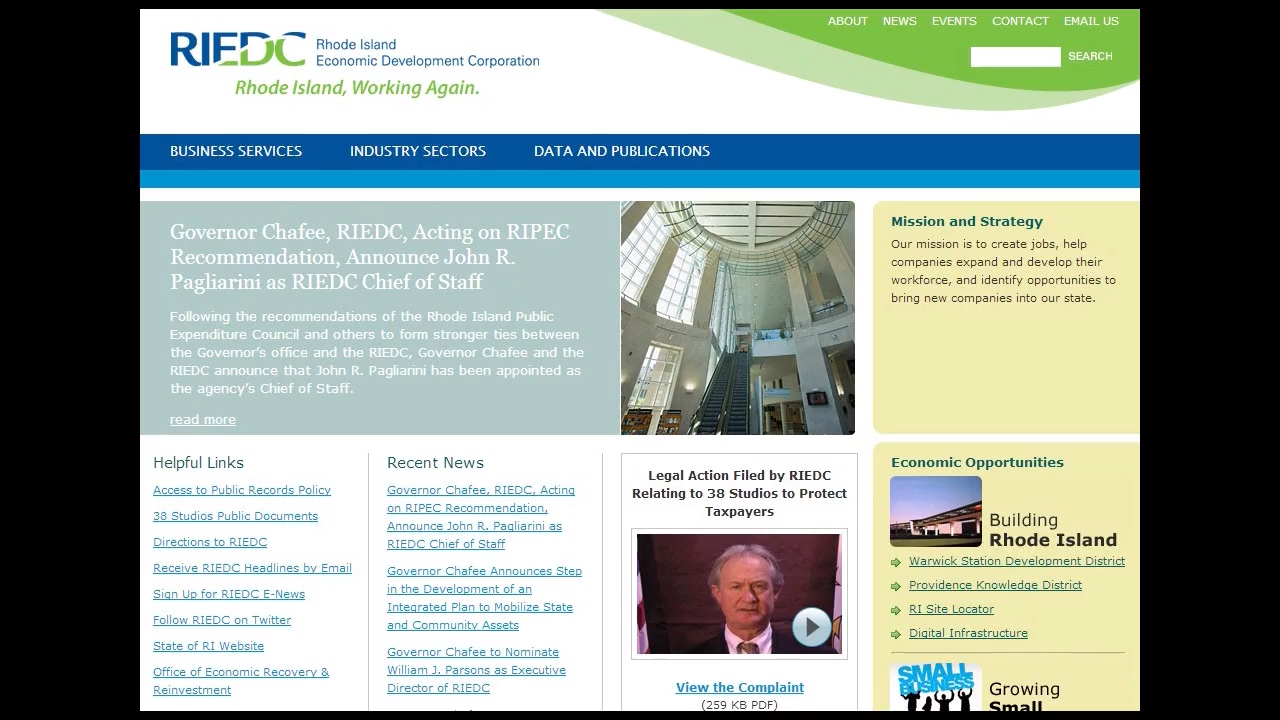 ABOUT NEWS EVENTS CONTACT EMAIL US
RIEDC Rhode Island
Economic Development Corporation
SEARCH
Rhode Island, Working Again.
BUSINESS SERVICES INDUSTRY SECTORS DATA AND PUBLICATIONS
Governor Chafee, RIEDC, Acting on RIPEC
Recommendation, Announce John R.
Pagliarini as RIEDC Chief of Staff
Following the recommendations of the Rhode Island Public
Expenditure Council and others to form stronger ties between
the Governor's office and the RIEDC, Governor Chafee and the
RIEDC announce that John R. Pagliarini has been appointed as
the agency's Chief of Staff.
read more
Mission and Strategy
Our mission is to create jobs, help
companies expand and develop their
workforce, and identify opportunities to
bring new companies into our state.
Helpful Links
Access to Public Records Policy
38 Studios Public Documents
Directions to RIEDC
Receive RIEDC Headlines by Email
Sign Up for RIEDC E-News
Follow RIEDC on Twitter
State of RI Website
Office of Economic Recovery &
Reinvestment
Recent News
Governor Chafee, RIEDC, Acting
on RIPEC Recommendation,
Announce John R. Pagliarini as
RIEDC Chief of Staff
Governor Chafee Announces Step
in the Development of an
Integrated Plan to Mobilize State
and Community Assets
Governor Chafee to Nominate
William J. Parsons as Executive
Director of RIEDC
Legal Action Filed by RIEDC
Relating to 38 Studios to Protect
Taxpayers
View the Complaint
(259 KB PDF)
Economic Opportunities
Building
Rhode Island
Warwick Station Development District
Providence Knowledge District
RI Site Locator
Digital Infrastructure
SMALL
BUSINESS
Growing
Small